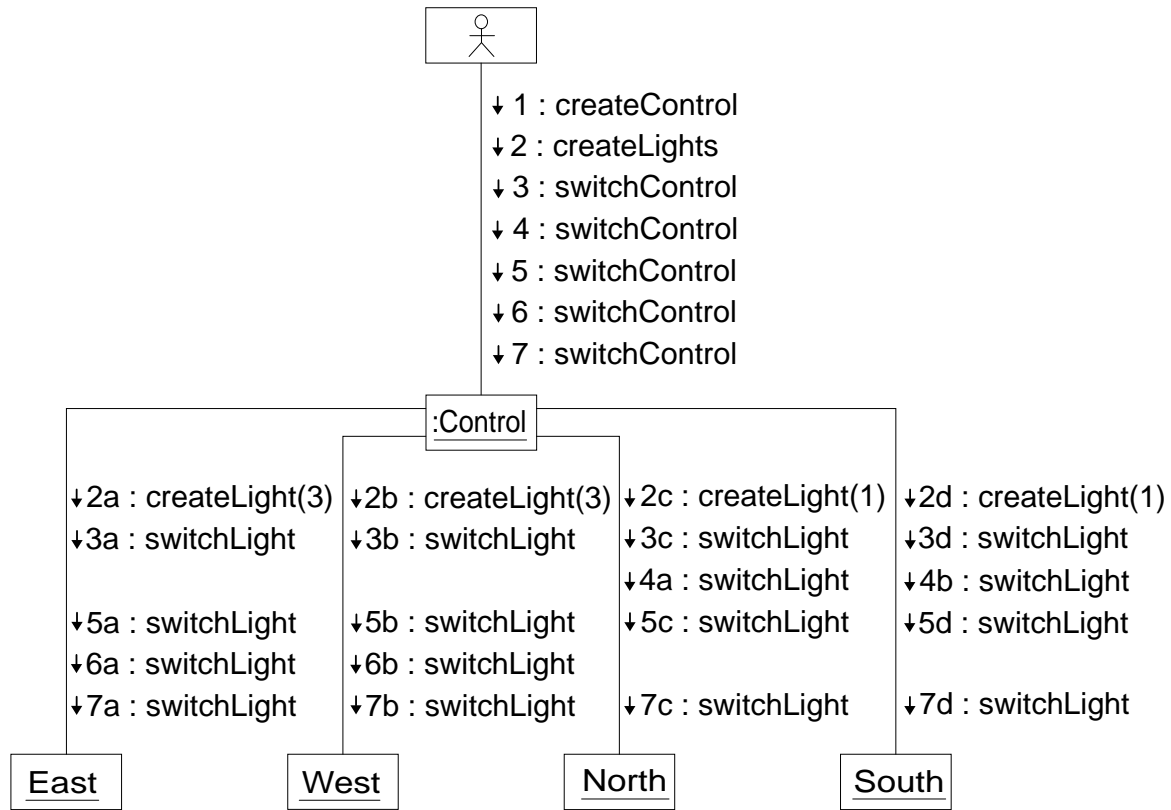 1 : createControl
2 : createLights
3 : switchControl
4 : switchControl
5 : switchControl
6 : switchControl
7 : switchControl
:Control
2a : createLight(3) 2b : createLight(3) 2c : createLight(1) 2d : createLight(1)
3a : switchLight 3b : switchLight 3c : switchLight 3d : switchLight
4a : switchLight 4b : switchLight
5a : switchLight 5b : switchLight 5c : switchLight 5d : switchLight
6a : switchLight 6b : switchLight
7a : switchLight 7b : switchLight 7c : switchLight 7d : switchLight
East West North South